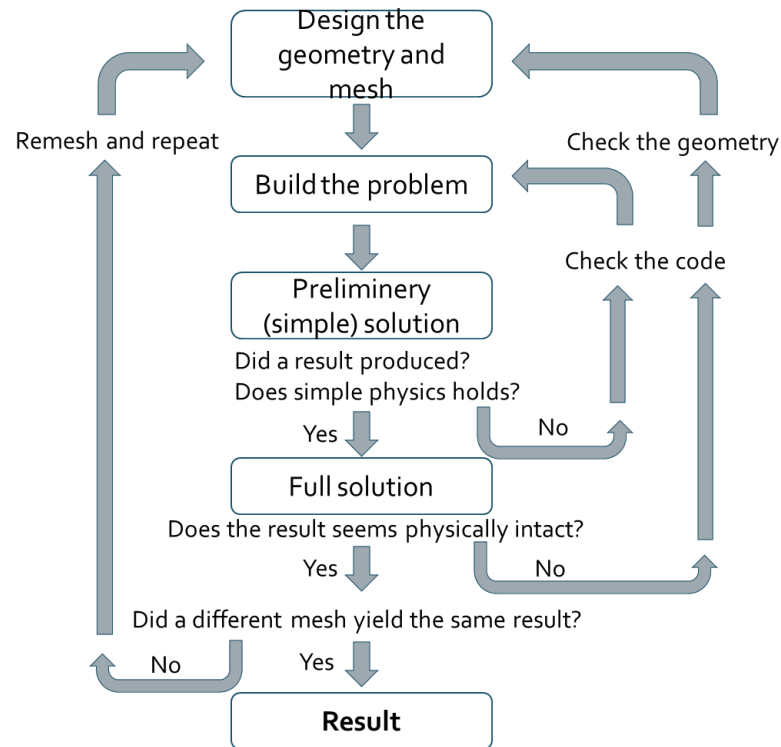 Design the
geometry and
mesh
Remesh and repeat
Check the geometry
Build the problem
Check the code
Preliminery
(simple) solution
Did a result produced?
Does simple physics holds?
Yes
No
Full solution
Does the result seems physically intact?
Yes
No
Did a different mesh yield the same result?
No
Yes
Result